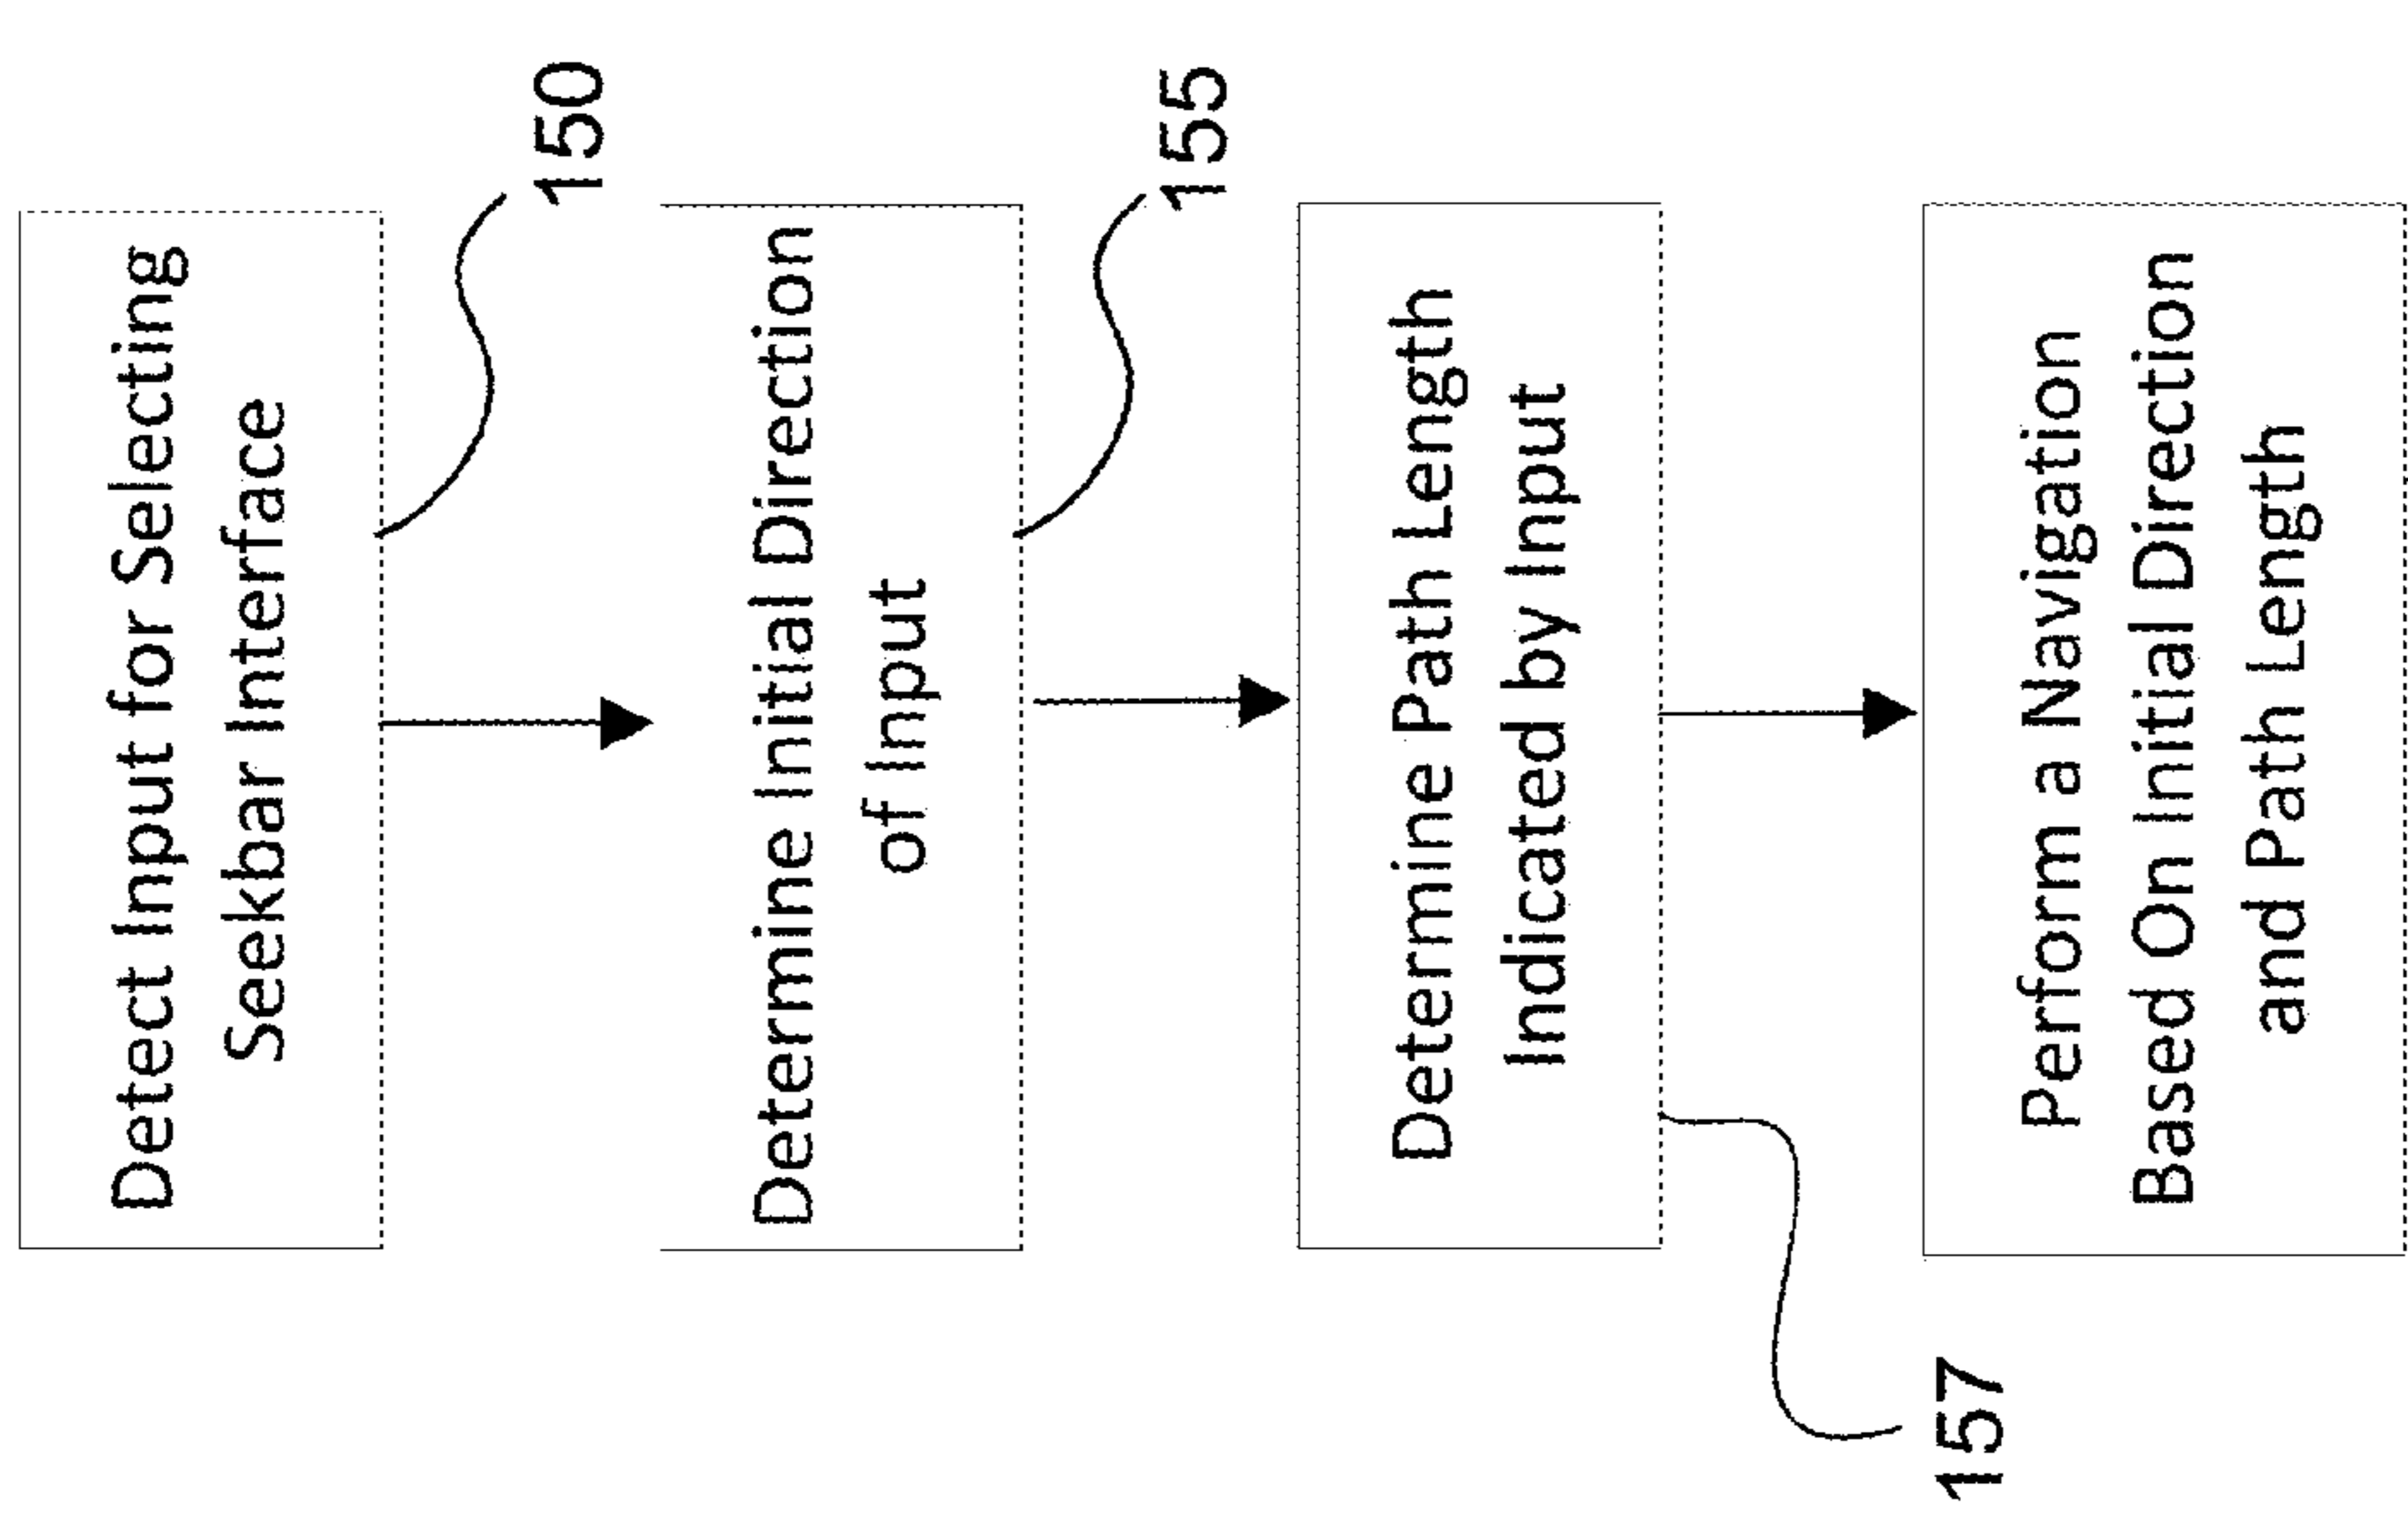 Detect Input for Selecting
Seekbar Interface
150
Determine Initial Direction
of Input
155
Determine Path Length
Indicated by Input
157
Perform a Navigation
Based On Initial Direction
and Path Length